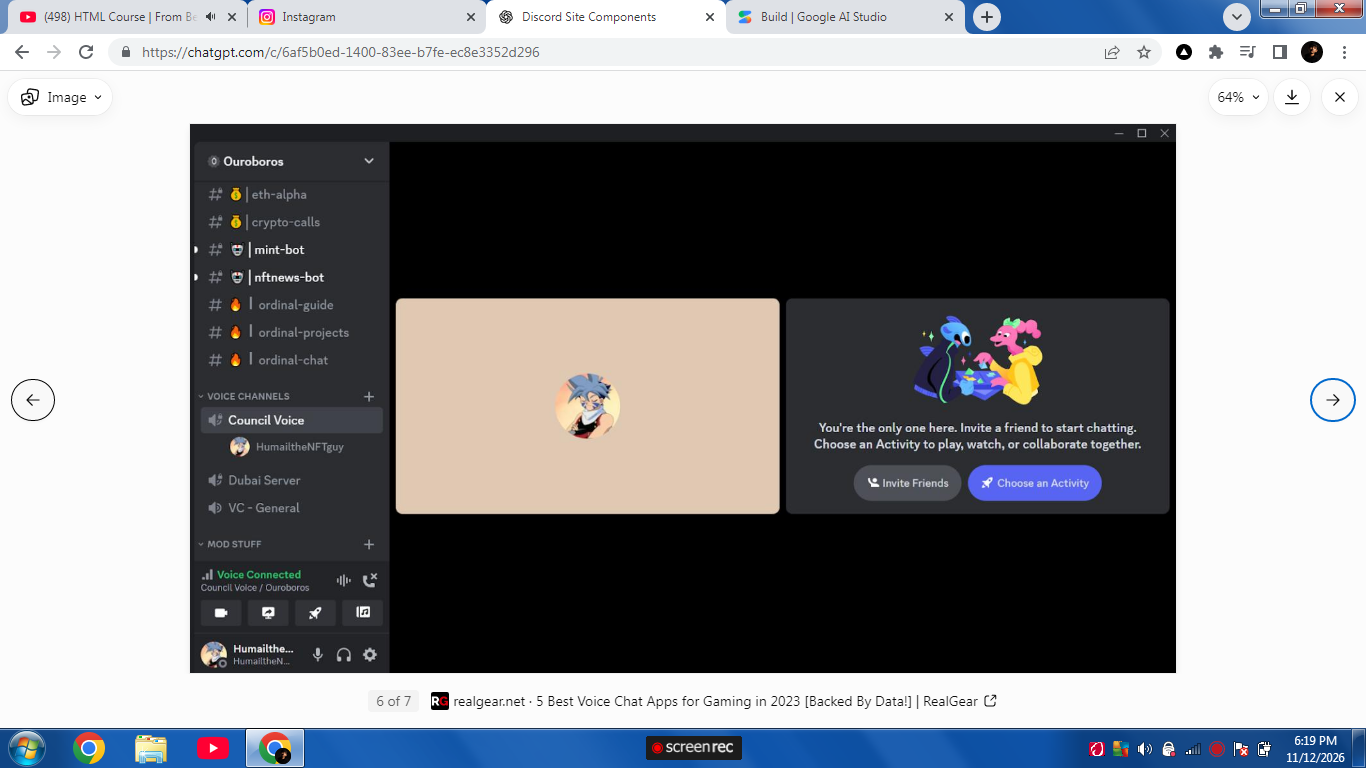 (498) HTML Course | From Be
Instagram
Discord Site Components
Build | Google AI Studio
https://chatgpt.com/c/6af5b0ed-1400-83ee-b7fe-ec8e3352d296
Image
64%
Ouroboros
eth-alpha
crypto-calls
mint-bot
nftnews-bot
ordinal-guide
ordinal-projects
ordinal-chat
VOICE CHANNELS
Council Voice
HumailtheNFTguy
Dubai Server
VC - General
MOD STUFF
Voice Connected
Council Voice / Ouroboros
Humailthe...
HumailtheN...
You're the only one here. Invite a friend to start chatting.
Choose an Activity to play, watch, or collaborate together.
Invite Friends
Choose an Activity
6 of 7
RG realgear.net · 5 Best Voice Chat Apps for Gaming in 2023 [Backed By Data!] | RealGear
screenrec
6:19 PM
11/12/2026